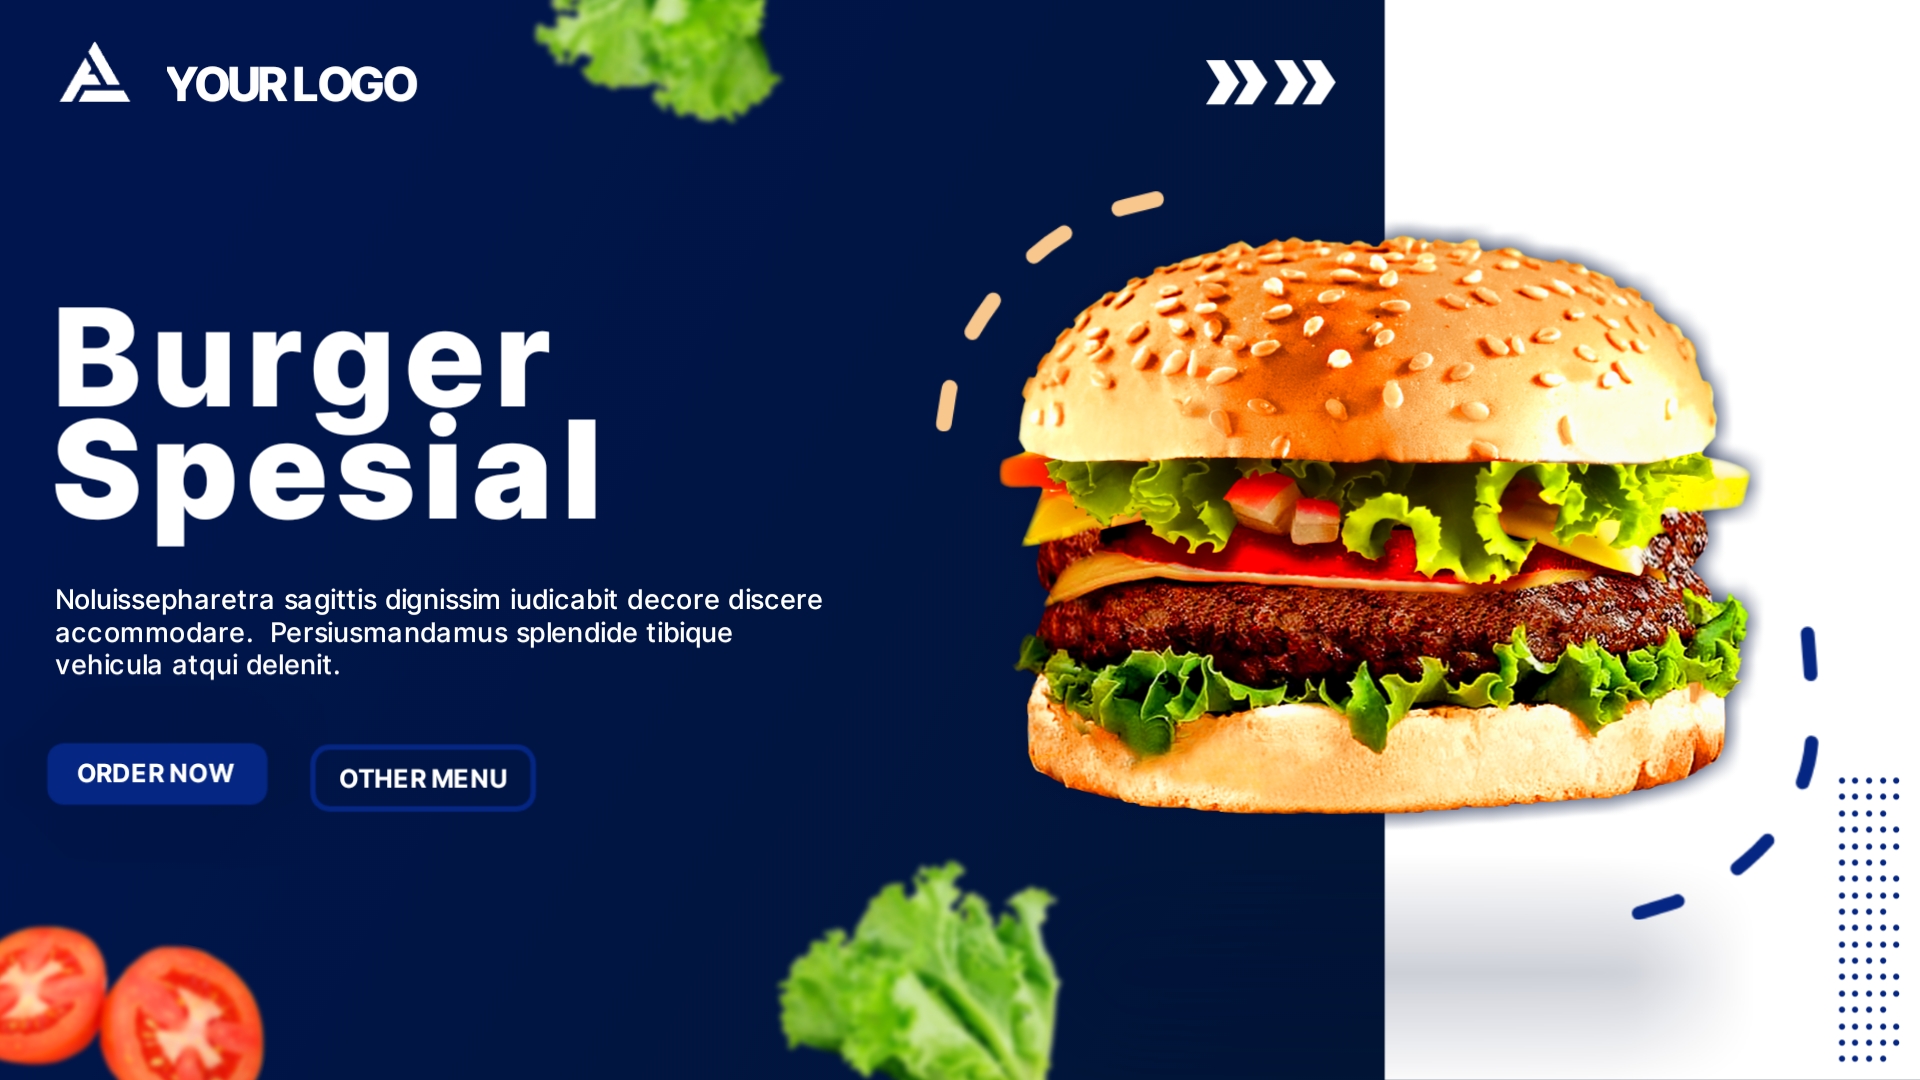 YOUR LOGO
Burger
Spesial
Noluissepharetra sagittis dignissim iudicabit decore discere
accommodare.  Persiusmandamus splendide tibique
vehicula atqui delenit.
ORDER NOW
OTHER MENU